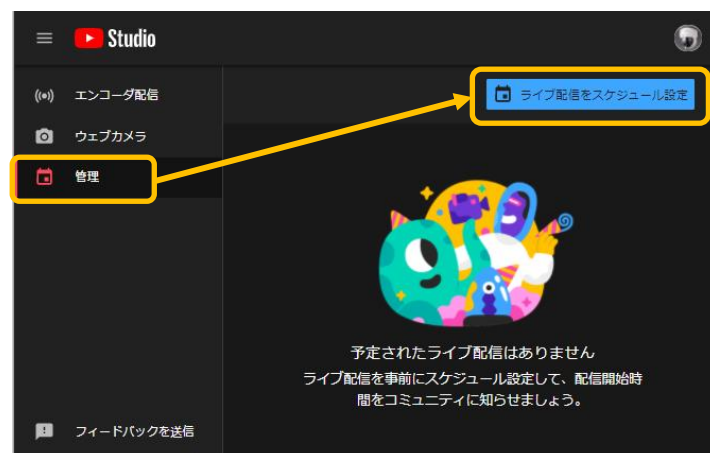 Studio
エンコーダ配信
ライブ配信をスケジュール設定
ウェブカメラ
管理
予定されたライブ配信はありません
ライブ配信を事前にスケジュール設定して、配信開始時
間をコミュニティに知らせましょう。
フィードバックを送信